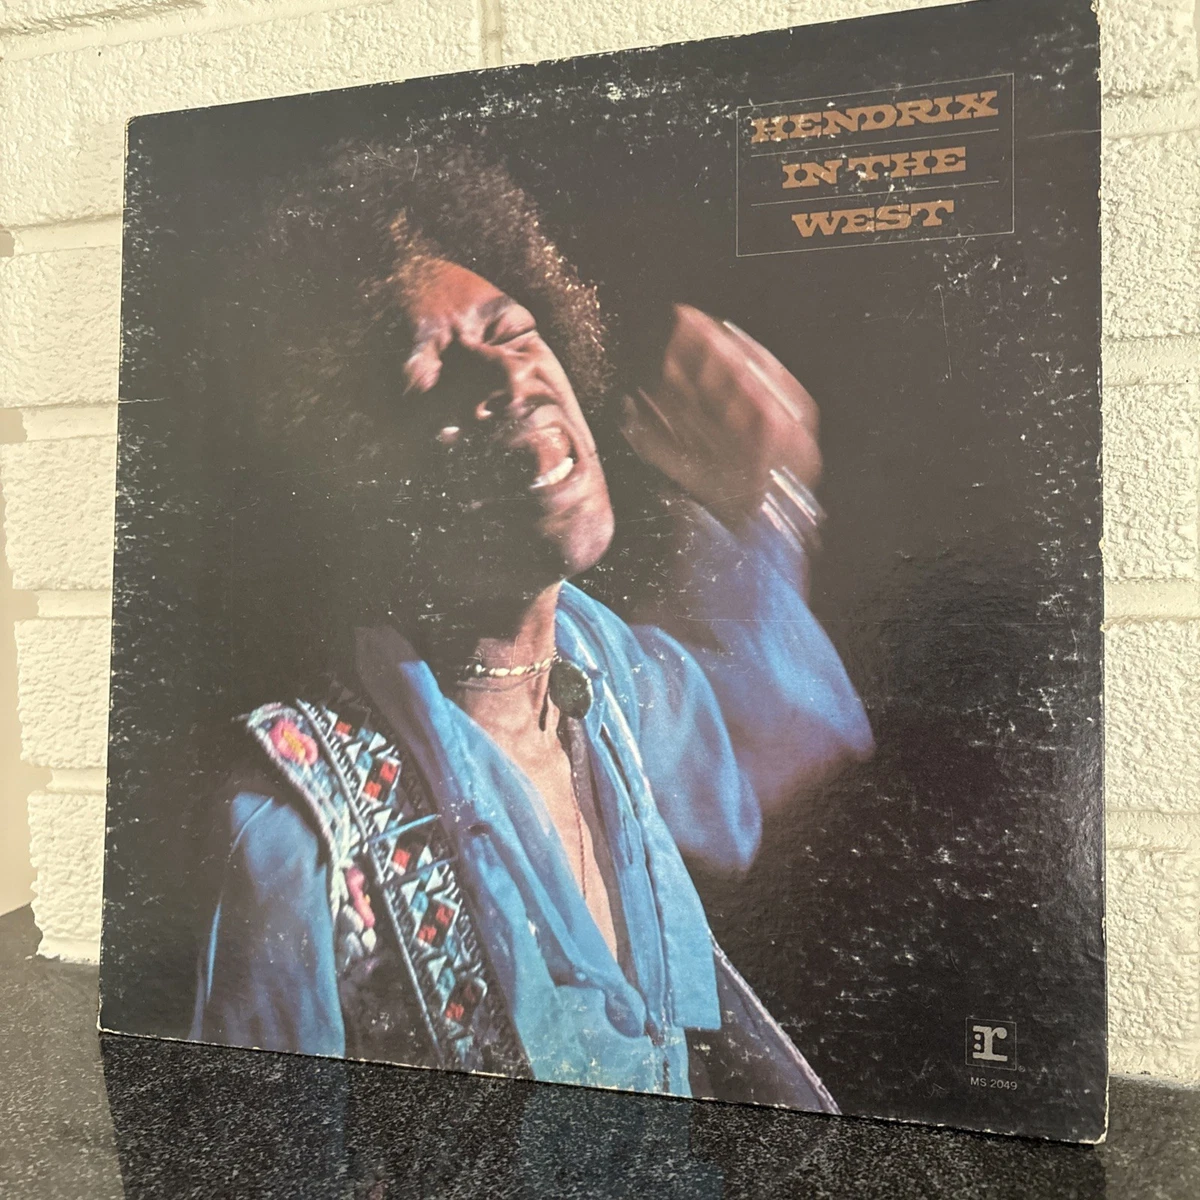 HENDRIX
IN THE
WEST
:r
MS 2049